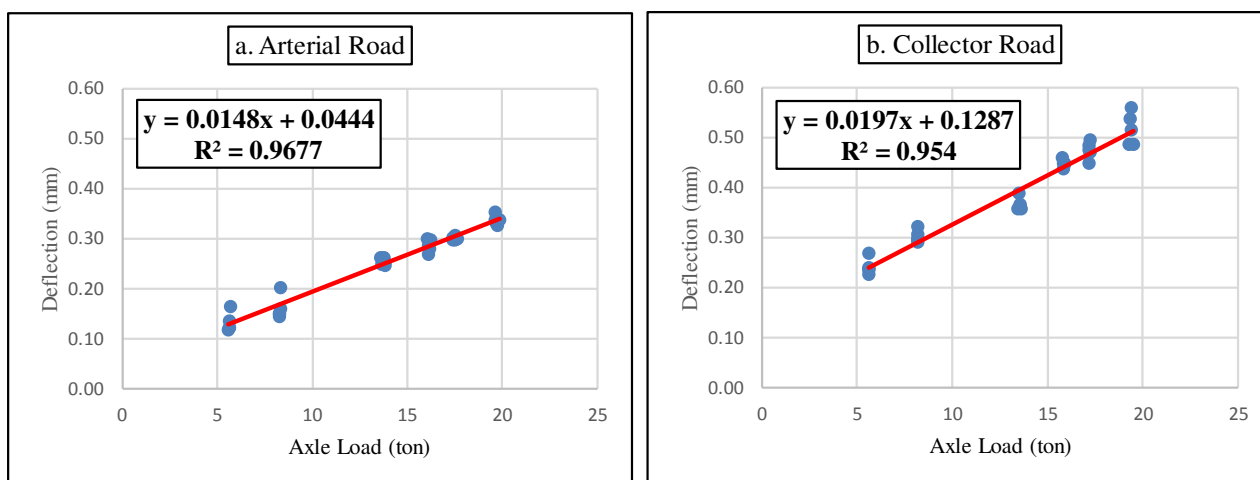 a. Arterial Road
y = 0.0148x + 0.0444
R² = 0.9677
Deflection (mm)
0.60
0.50
0.40
0.30
0.20
0.10
0.00
0 5 10 15 20 25
Axle Load (ton)
b. Collector Road
y = 0.0197x + 0.1287
R² = 0.954
Deflection (mm)
0.60
0.50
0.40
0.30
0.20
0.10
0.00
0 5 10 15 20 25
Axle Load (ton)